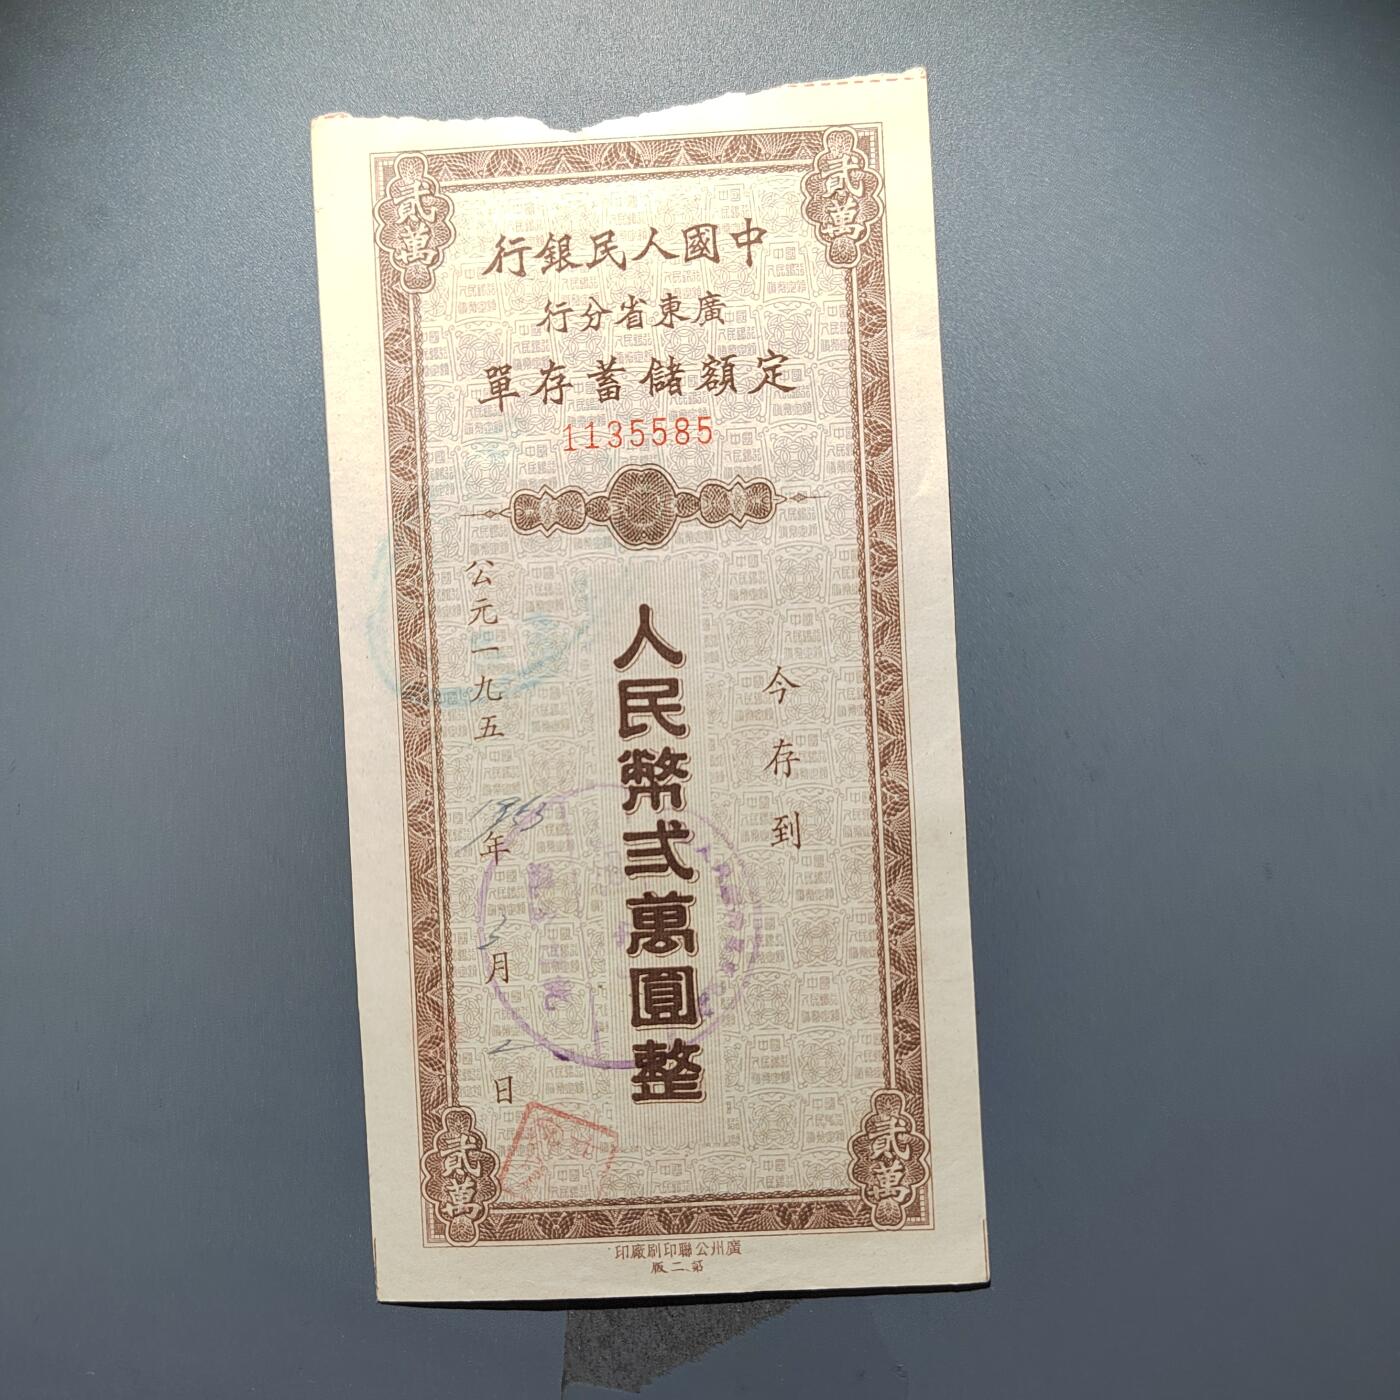 貳萬
貳萬
中國人民銀行
廣東省分行
定額儲蓄存單
1135585
今存到
人民幣弍萬圓整
公元一九五 年 月 日
貳萬
貳萬
廣州公聯印刷廠印
第二版